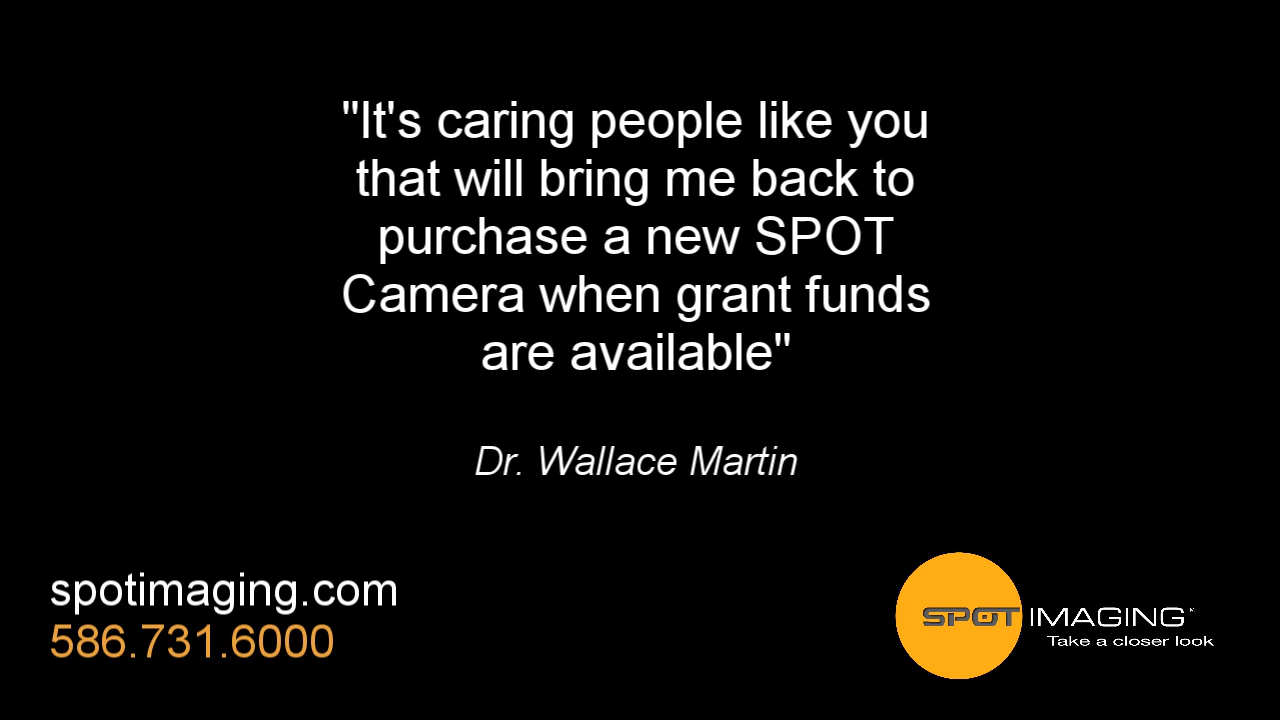 "It's caring people like you
that will bring me back to
purchase a new SPOT
Camera when grant funds
are available"
Dr. Wallace Martin
spotimaging.com
586.731.6000
SPOT IMAGING
Take a closer look